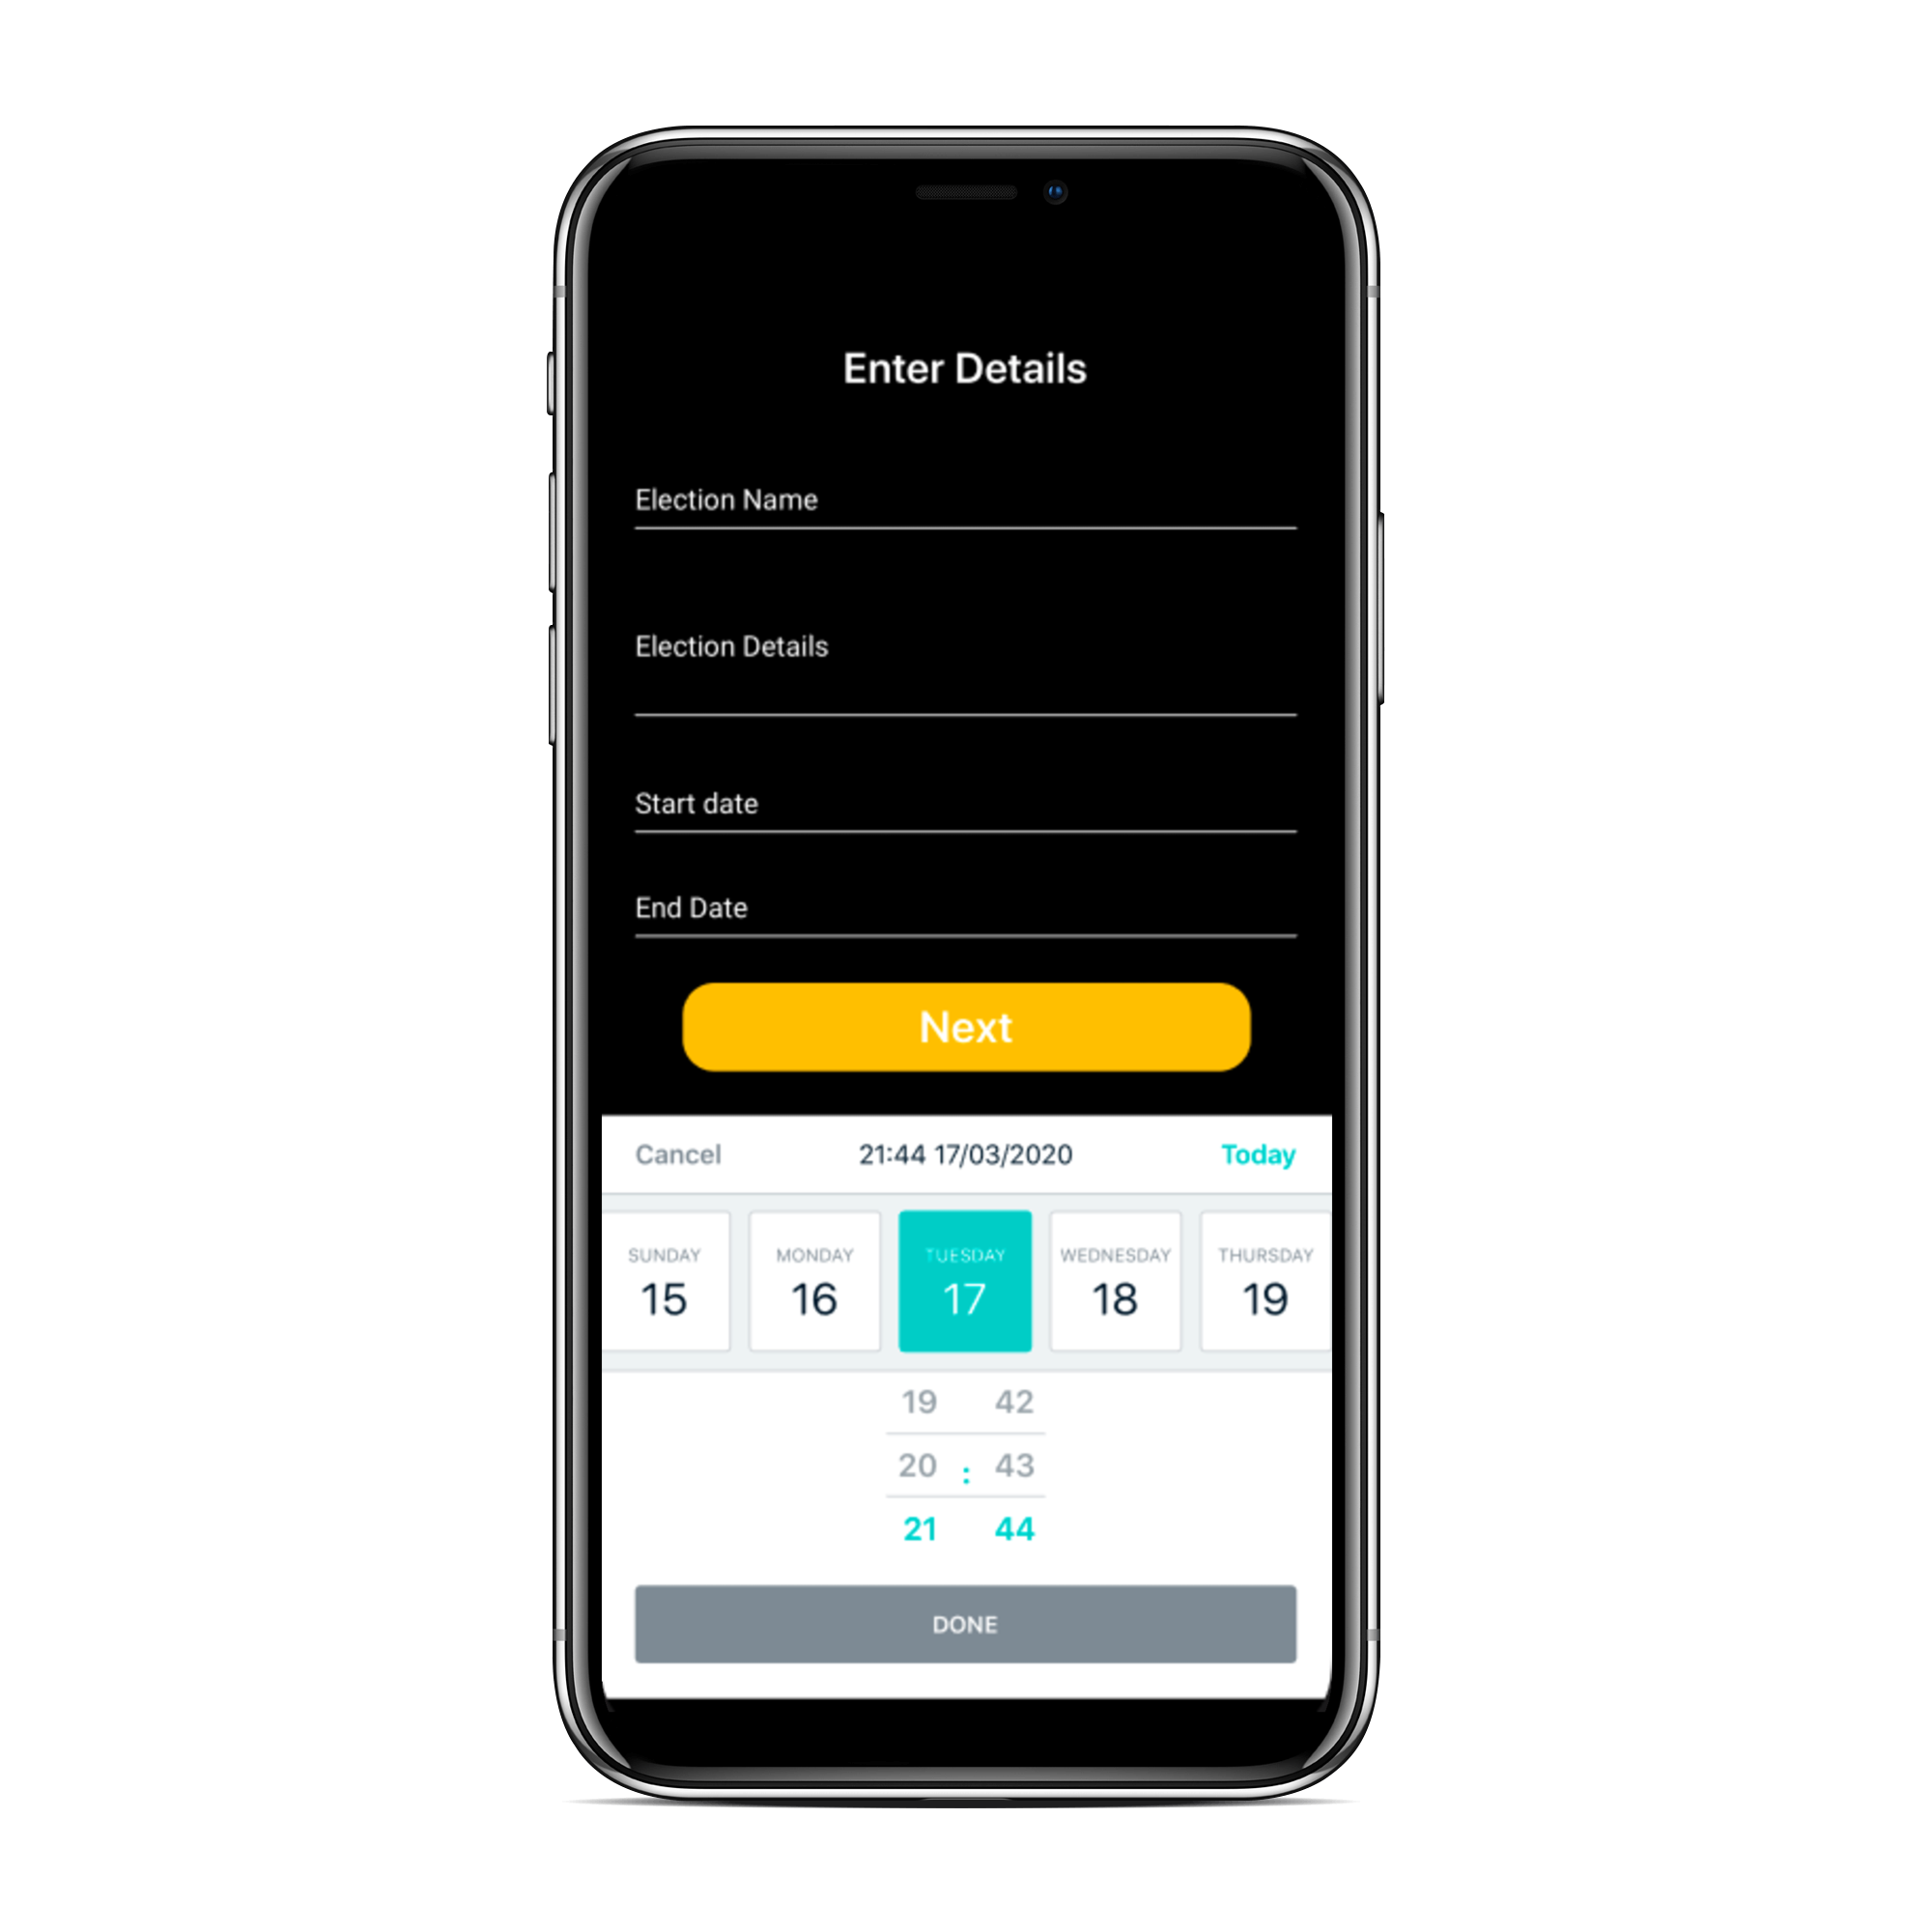 Enter Details
Election Name
Election Details
Start date
End Date
Next
Cancel 21:44 17/03/2020 Today
SUNDAY MONDAY TUESDAY WEDNESDAY THURSDAY
15 16 17 18 19
19 42
20 : 43
21 44
DONE